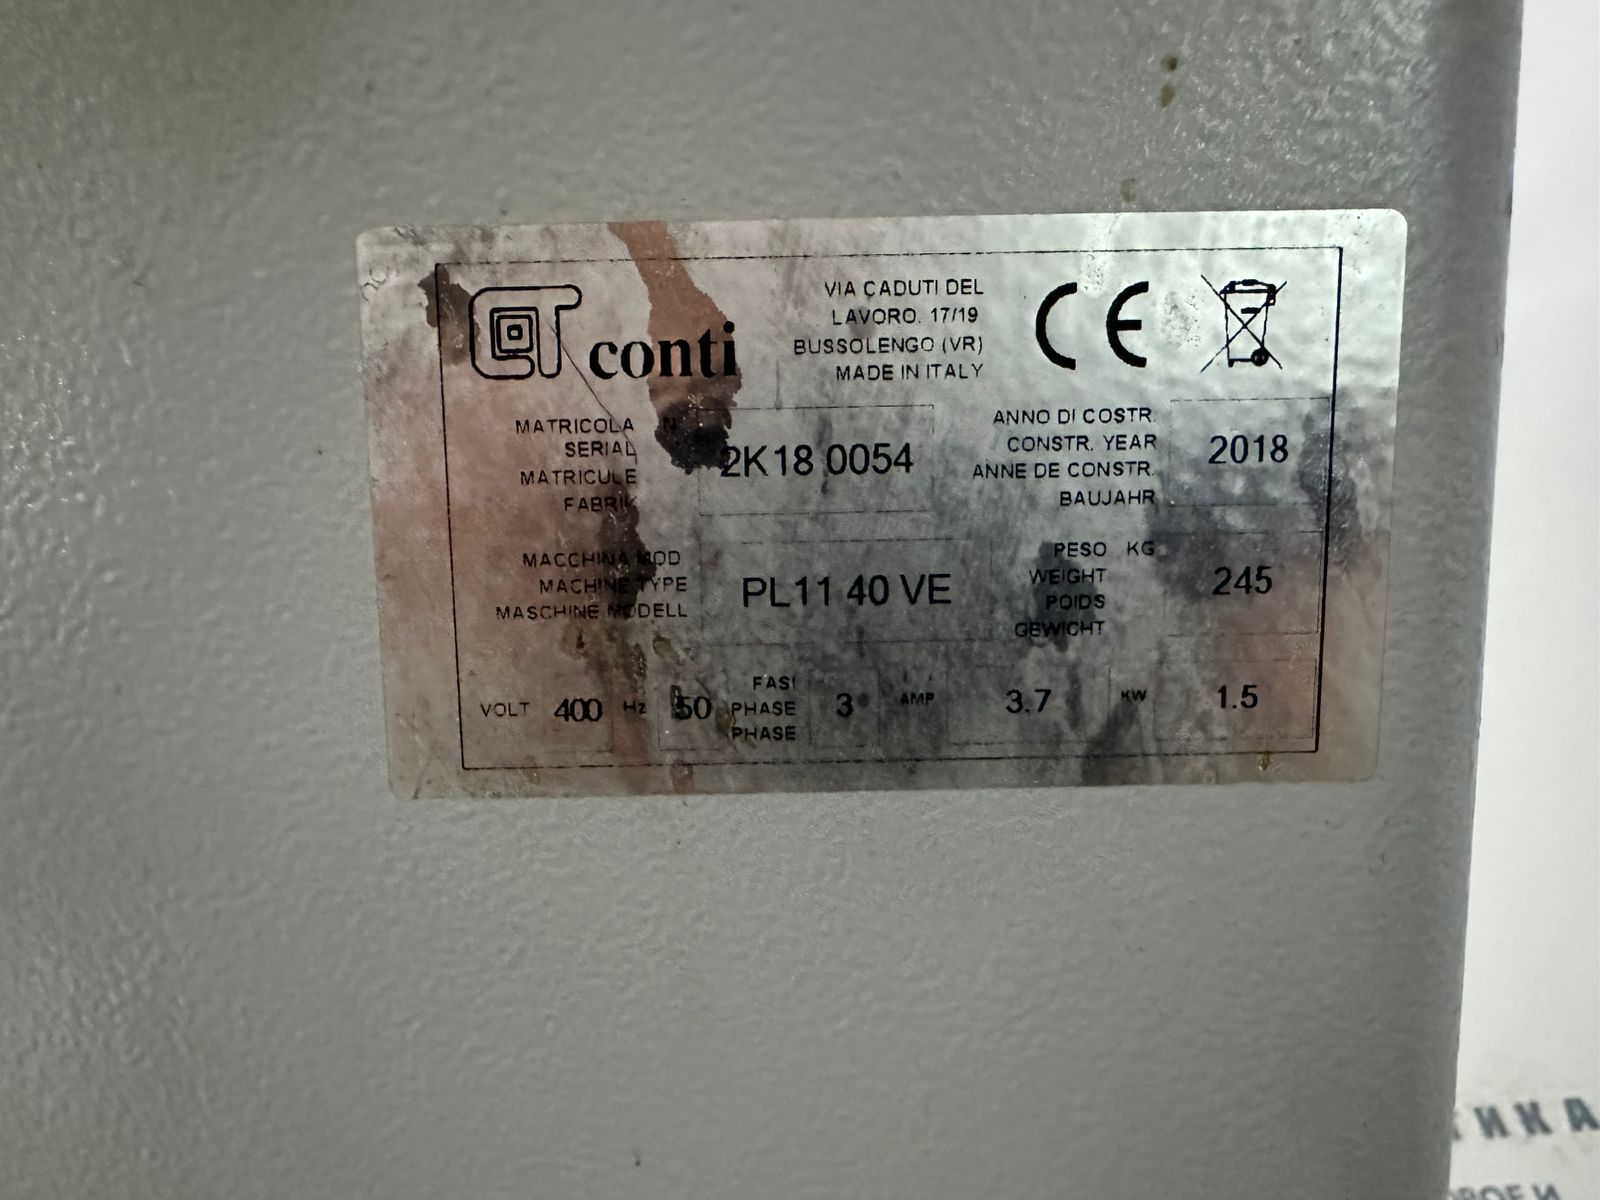 conti
VIA CADUTI DEL
LAVORO. 17/19
BUSSOLENGO (VR)
MADE IN ITALY
CE
MATRICOLA N
SERIAL
MATRICULE
FABRIK
2K18 0054
ANNO DI COSTR.
CONSTR. YEAR
ANNE DE CONSTR.
BAUJAHR
2018
MACCHINA MOD
MACHINE TYPE
MASCHINE MODELL
PL11 40 VE
PESO KG
WEIGHT
POIDS
GEWICHT
245
VOLT 400 Hz 50
FASI
PHASE
PHASE
3 AMP 3.7 KW 1.5
ТИКА